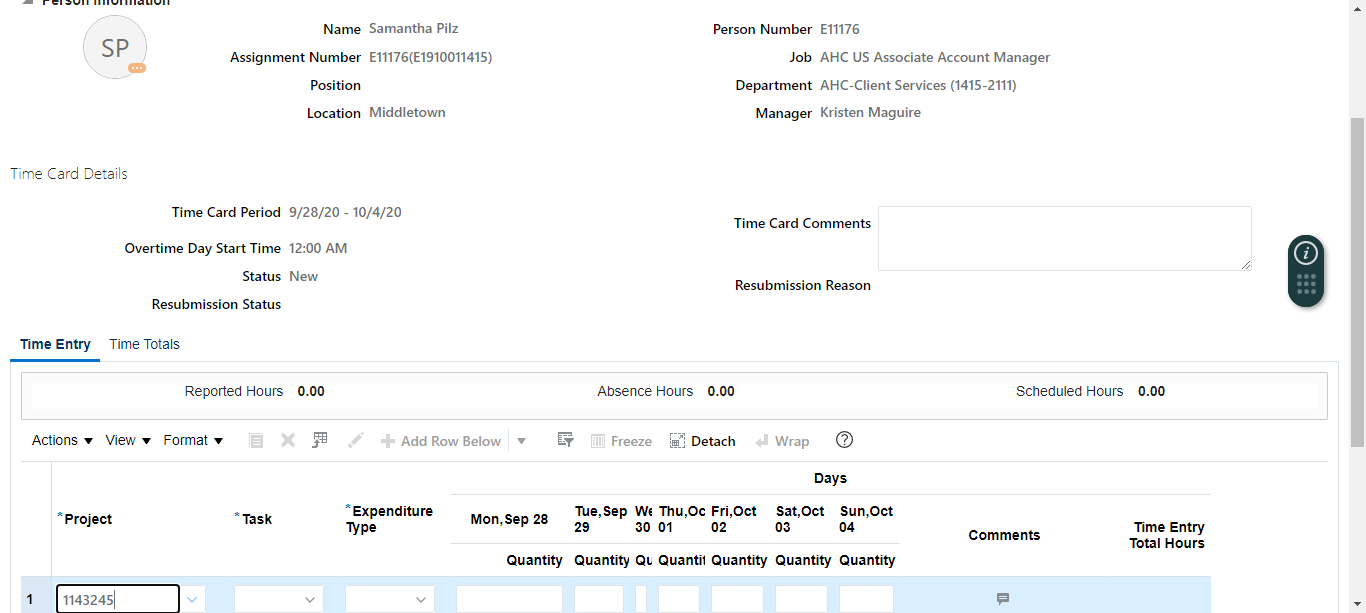 Person Information
SP
Name Samantha Pilz
Person Number E11176
Assignment Number E11176(E1910011415)
Job AHC US Associate Account Manager
Position
Department AHC-Client Services (1415-2111)
Location Middletown
Manager Kristen Maguire
Time Card Details
Time Card Period 9/28/20 - 10/4/20
Time Card Comments
Overtime Day Start Time 12:00 AM
Status New
Resubmission Reason
Resubmission Status
Time Entry Time Totals
Reported Hours 0.00 Absence Hours 0.00 Scheduled Hours 0.00
Actions View Format Add Row Below Freeze Detach Wrap
Days
*Project *Task *Expenditure Type Mon,Sep 28 Tue,Sep 29 We 30 Thu,Oc 01 Fri,Oct 02 Sat,Oct 03 Sun,Oct 04 Comments Time Entry Total Hours
Quantity Quantity Qu Quantit Quantity Quantity Quantity
1 1143245